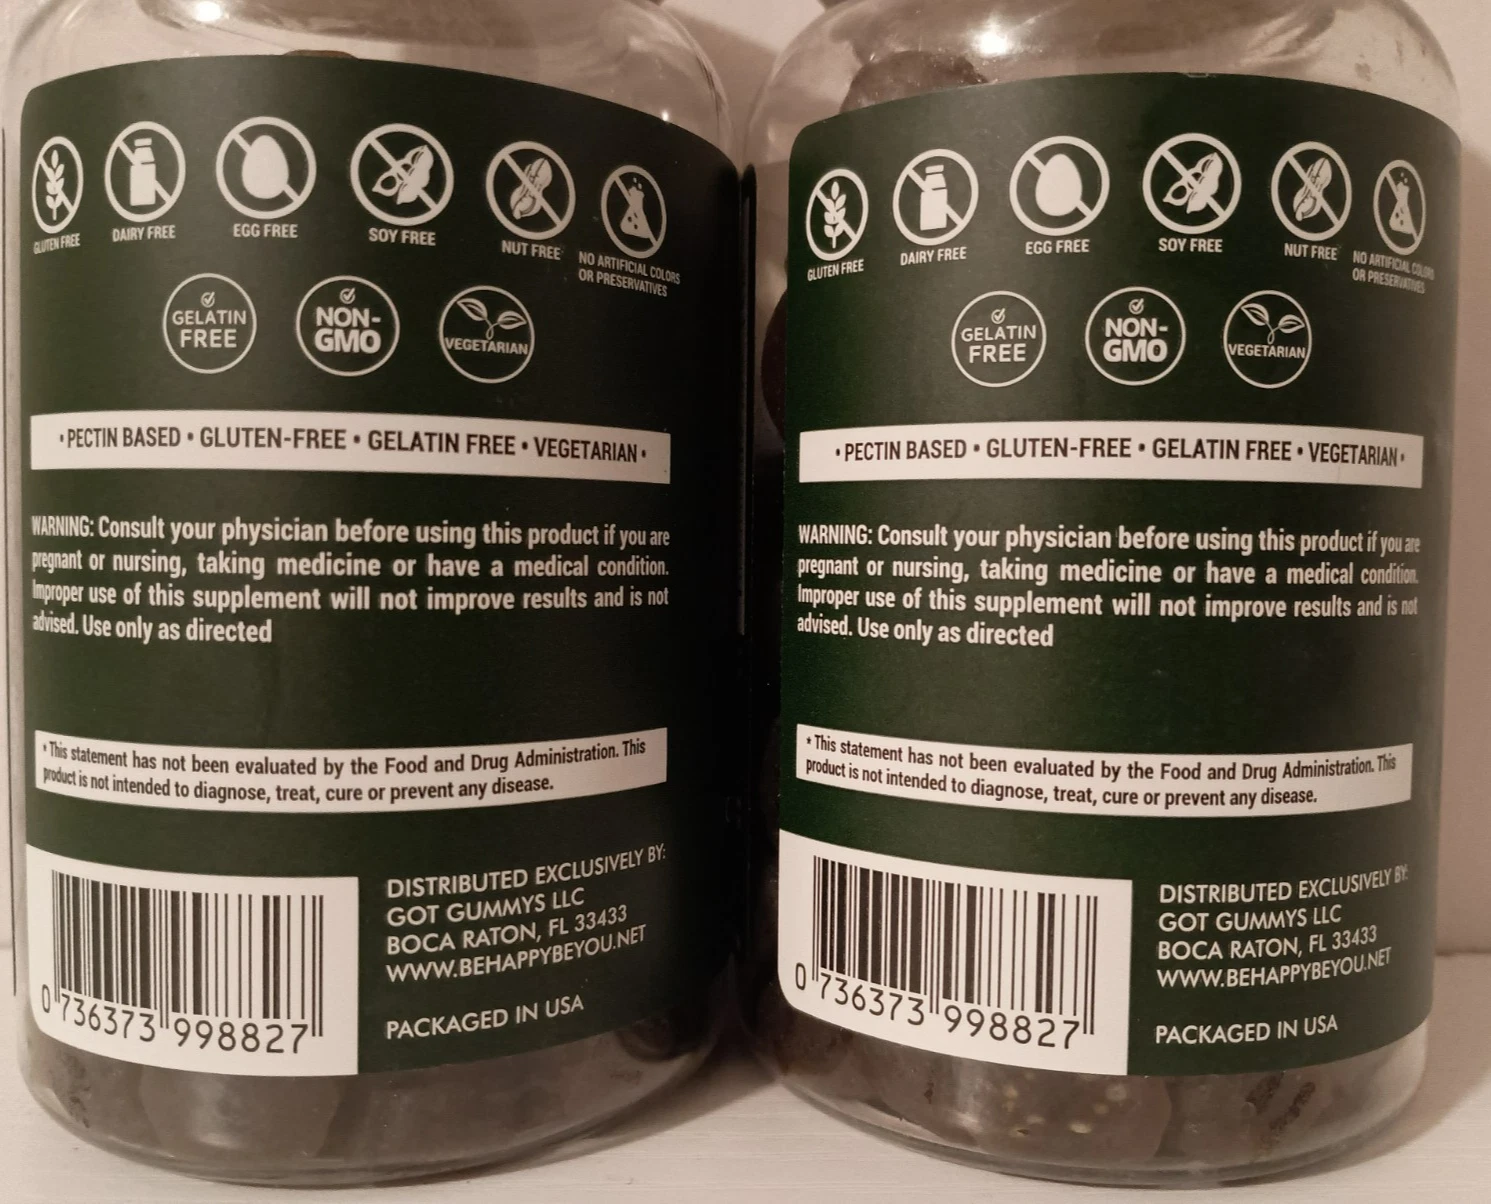 GLUTEN FREE
DAIRY FREE
EGG FREE
SOY FREE
NUT FREE
NO ARTIFICIAL COLORS
OR PRESERVATIVES
GELATIN
FREE
NON-
GMO
VEGETARIAN
• PECTIN BASED • GLUTEN-FREE • GELATIN FREE • VEGETARIAN •
WARNING: Consult your physician before using this product if you are
pregnant or nursing, taking medicine or have a medical condition.
Improper use of this supplement will not improve results and is not
advised. Use only as directed
* This statement has not been evaluated by the Food and Drug Administration. This
product is not intended to diagnose, treat, cure or prevent any disease.
0 736373 998827
DISTRIBUTED EXCLUSIVELY BY:
GOT GUMMYS LLC
BOCA RATON, FL 33433
WWW.BEHAPPYBEYOU.NET
PACKAGED IN USA
GLUTEN FREE
DAIRY FREE
EGG FREE
SOY FREE
NUT FREE
NO ARTIFICIAL COLORS
OR PRESERVATIVES
GELATIN
FREE
NON-
GMO
VEGETARIAN
• PECTIN BASED • GLUTEN-FREE • GELATIN FREE • VEGETARIAN •
WARNING: Consult your physician before using this product if you are
pregnant or nursing, taking medicine or have a medical condition.
Improper use of this supplement will not improve results and is not
advised. Use only as directed
* This statement has not been evaluated by the Food and Drug Administration. This
product is not intended to diagnose, treat, cure or prevent any disease.
0 736373 998827
DISTRIBUTED EXCLUSIVELY BY:
GOT GUMMYS LLC
BOCA RATON, FL 33433
WWW.BEHAPPYBEYOU.NET
PACKAGED IN USA